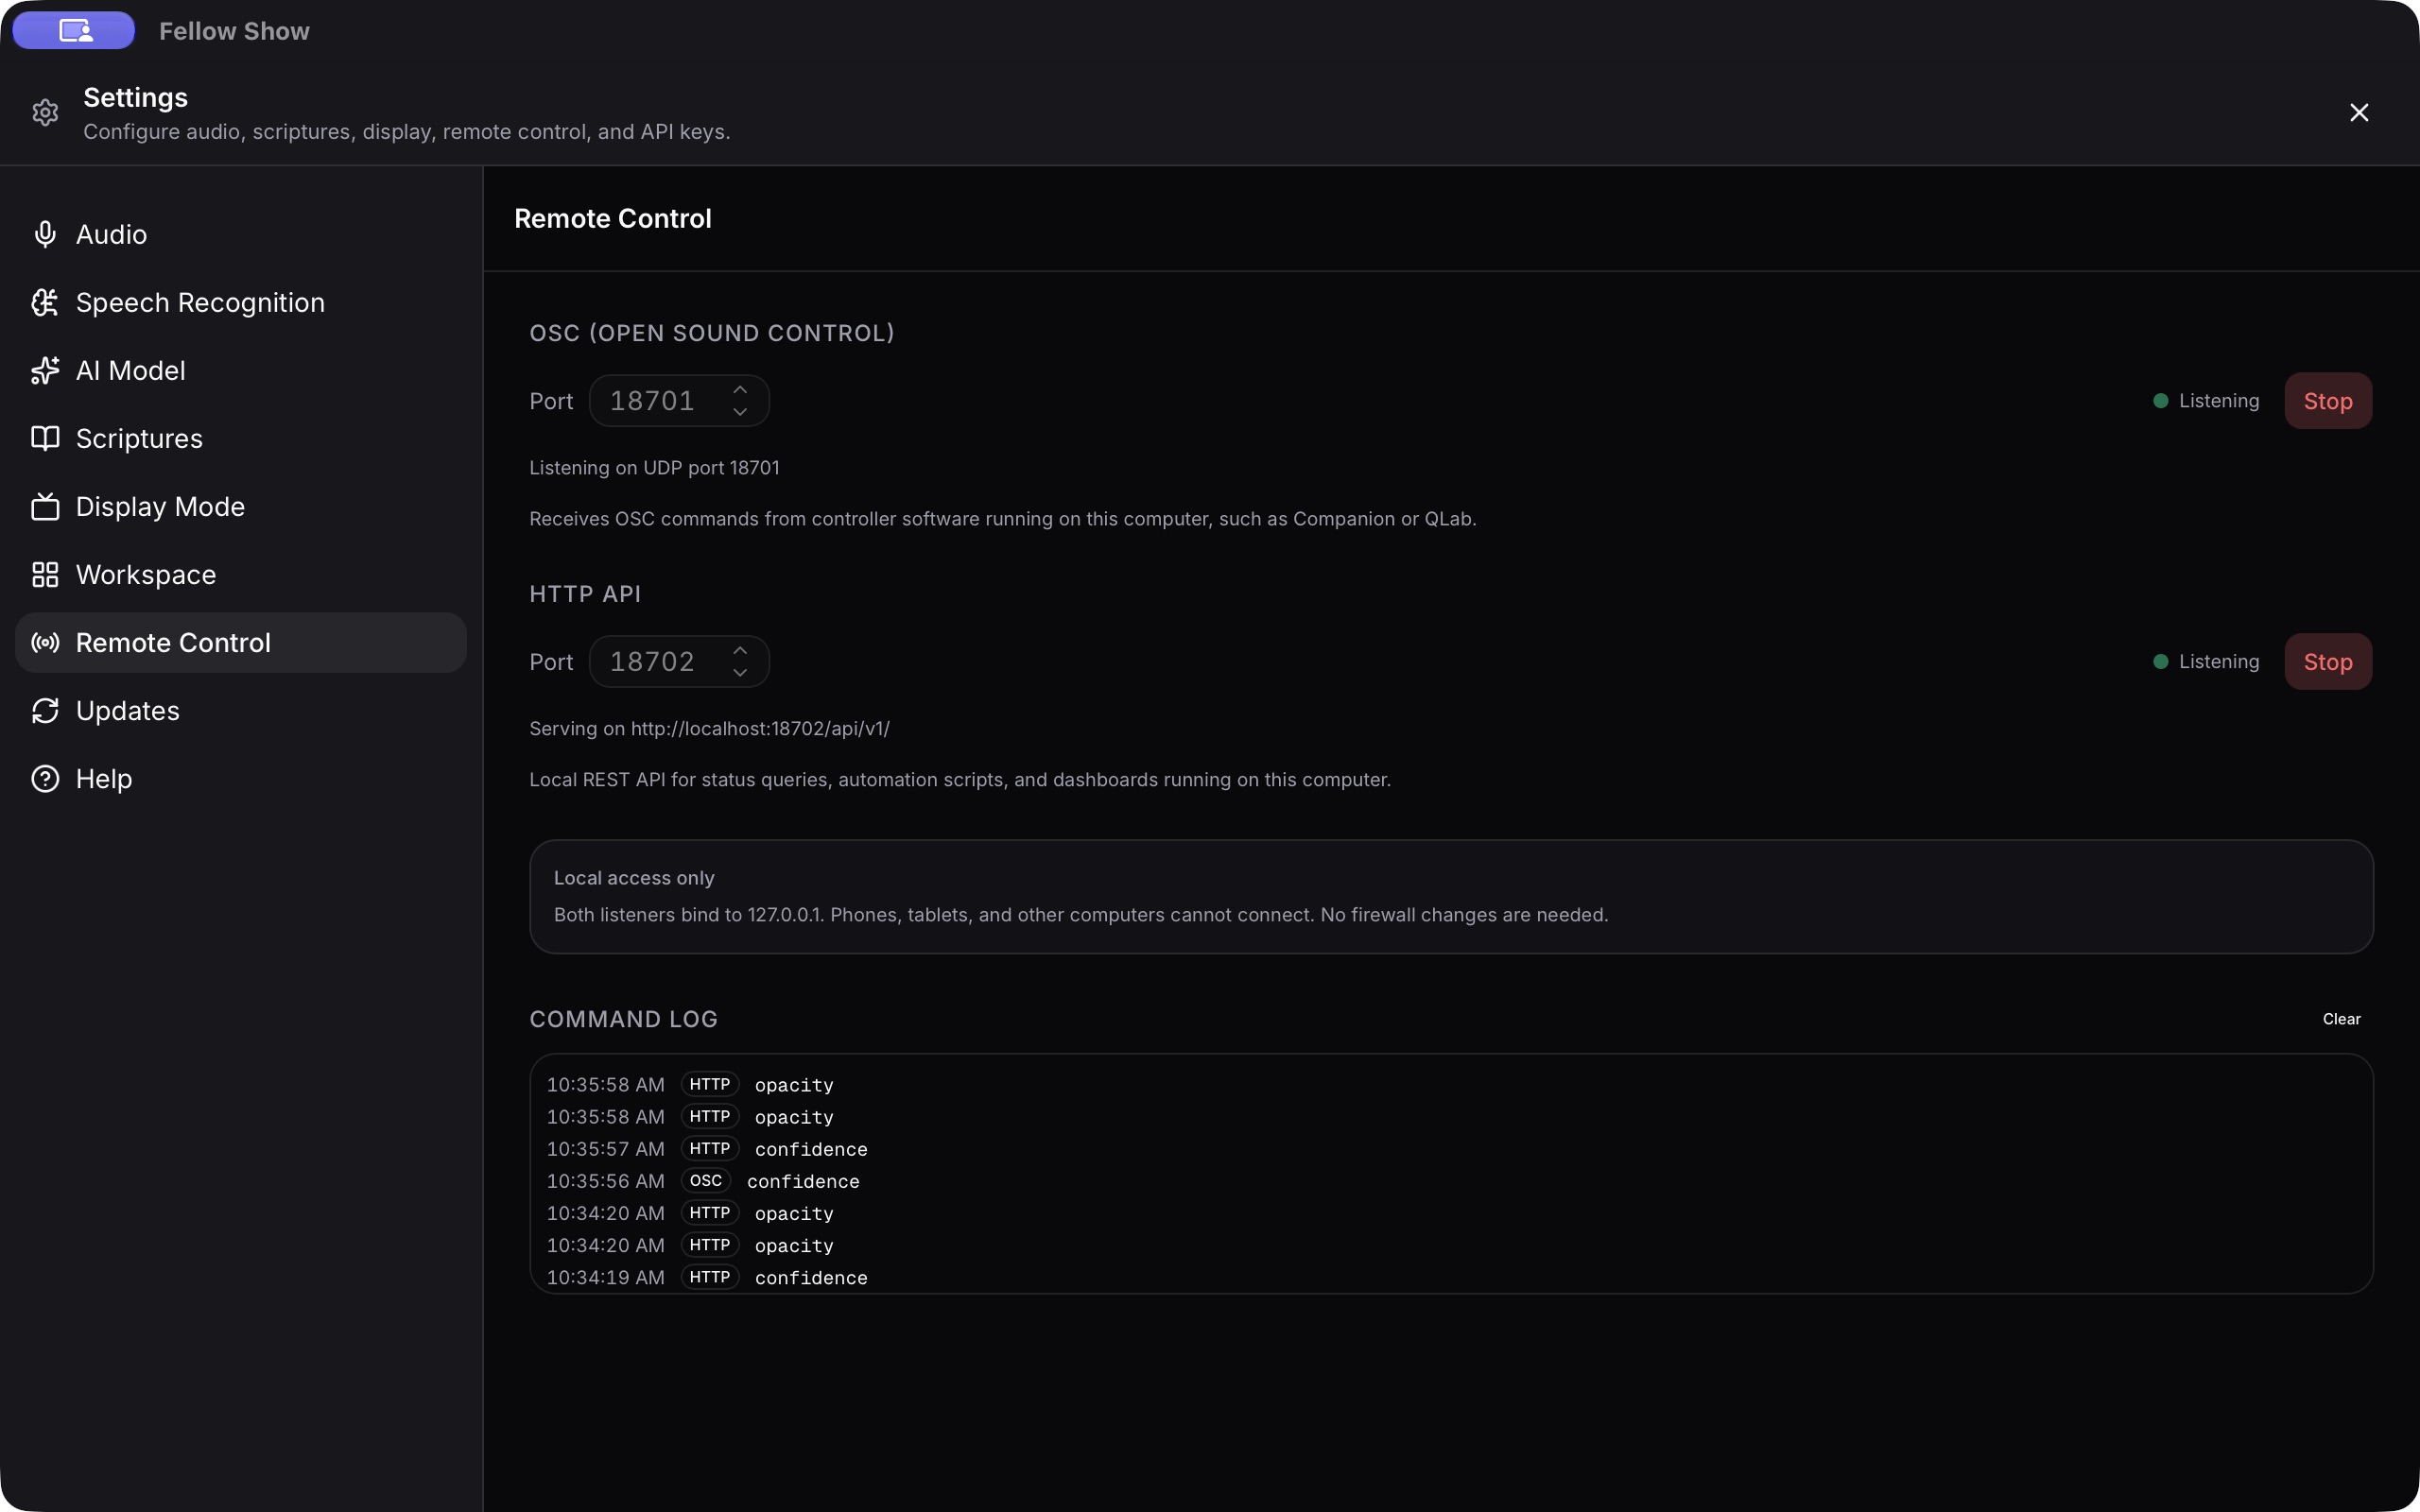 Fellow Show
Settings
Configure audio, scriptures, display, remote control, and API keys.
Audio
Speech Recognition
AI Model
Scriptures
Display Mode
Workspace
Remote Control
Updates
Help
Remote Control
OSC (OPEN SOUND CONTROL)
Port 18701 Listening Stop
Listening on UDP port 18701
Receives OSC commands from controller software running on this computer, such as Companion or QLab.
HTTP API
Port 18702 Listening Stop
Serving on http://localhost:18702/api/v1/
Local REST API for status queries, automation scripts, and dashboards running on this computer.
Local access only
Both listeners bind to 127.0.0.1. Phones, tablets, and other computers cannot connect. No firewall changes are needed.
COMMAND LOG Clear
10:35:58 AM HTTP opacity
10:35:58 AM HTTP opacity
10:35:57 AM HTTP confidence
10:35:56 AM OSC confidence
10:34:20 AM HTTP opacity
10:34:20 AM HTTP opacity
10:34:19 AM HTTP confidence